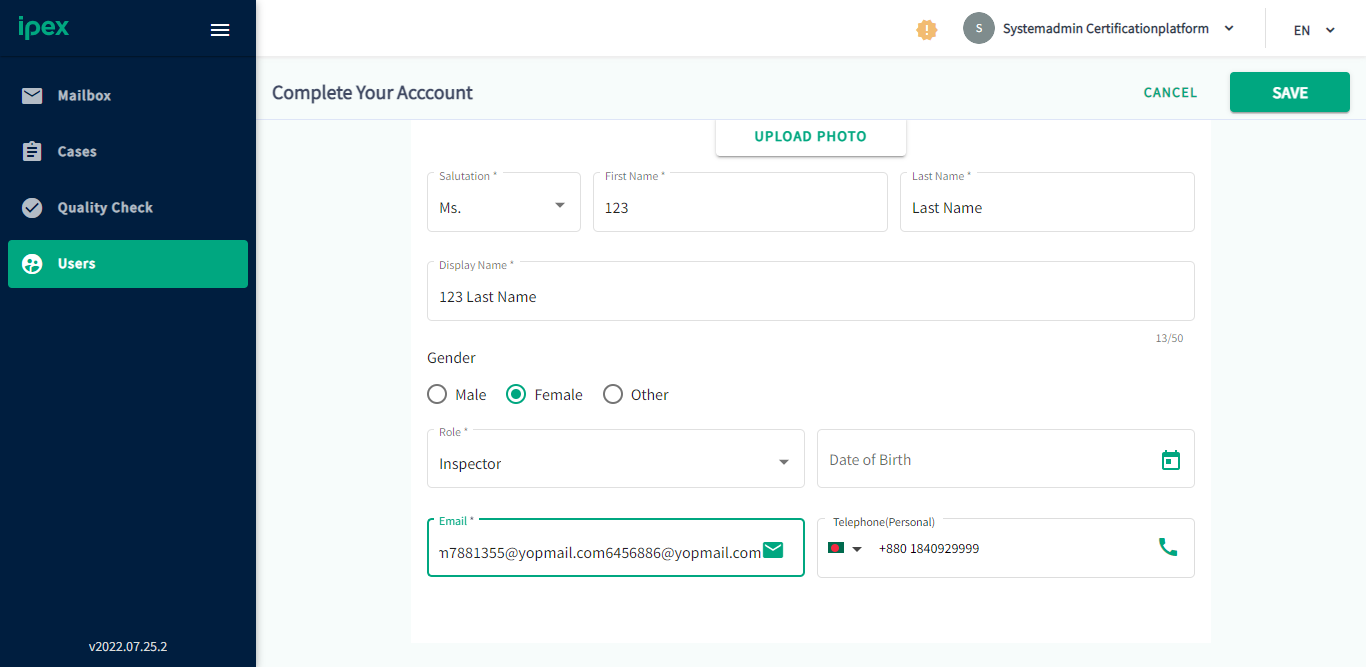 ipex
S
Systemadmin Certificationplatform
EN
Mailbox
Cases
Quality Check
Users
v2022.07.25.2
Complete Your Acccount
CANCEL
SAVE
UPLOAD PHOTO
Salutation *
Ms.
First Name *
123
Last Name *
Last Name
Display Name *
123 Last Name
13/50
Gender
Male
Female
Other
Role *
Inspector
Date of Birth
Email *
n7881355@yopmail.com6456886@yopmail.com
Telephone(Personal)
+880 1840929999